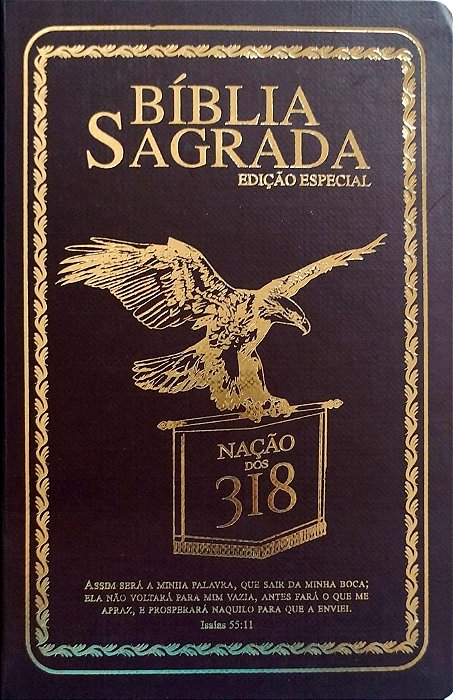 BÍBLIA
SAGRADA
EDIÇÃO ESPECIAL
NAÇÃO
DOS
318
ASSIM SERÁ A MINHA PALAVRA, QUE SAIR DA MINHA BOCA;
ELA NÃO VOLTARÁ PARA MIM VAZIA, ANTES FARÁ O QUE ME
APRAZ, E PROSPERARÁ NAQUILO PARA QUE A ENVIEI.
Isaías 55:11